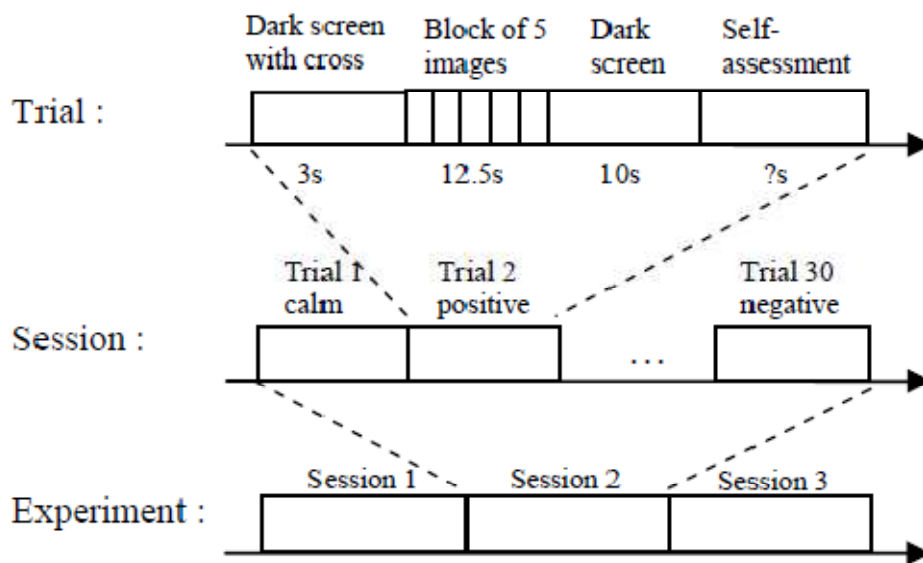 Dark screen
with cross
Block of 5
images
Dark
screen
Self-
assessment
Trial :
3s
12.5s
10s
?s
Trial 1
calm
Trial 2
positive
Trial 30
negative
Session :
...
Session 1
Session 2
Session 3
Experiment :